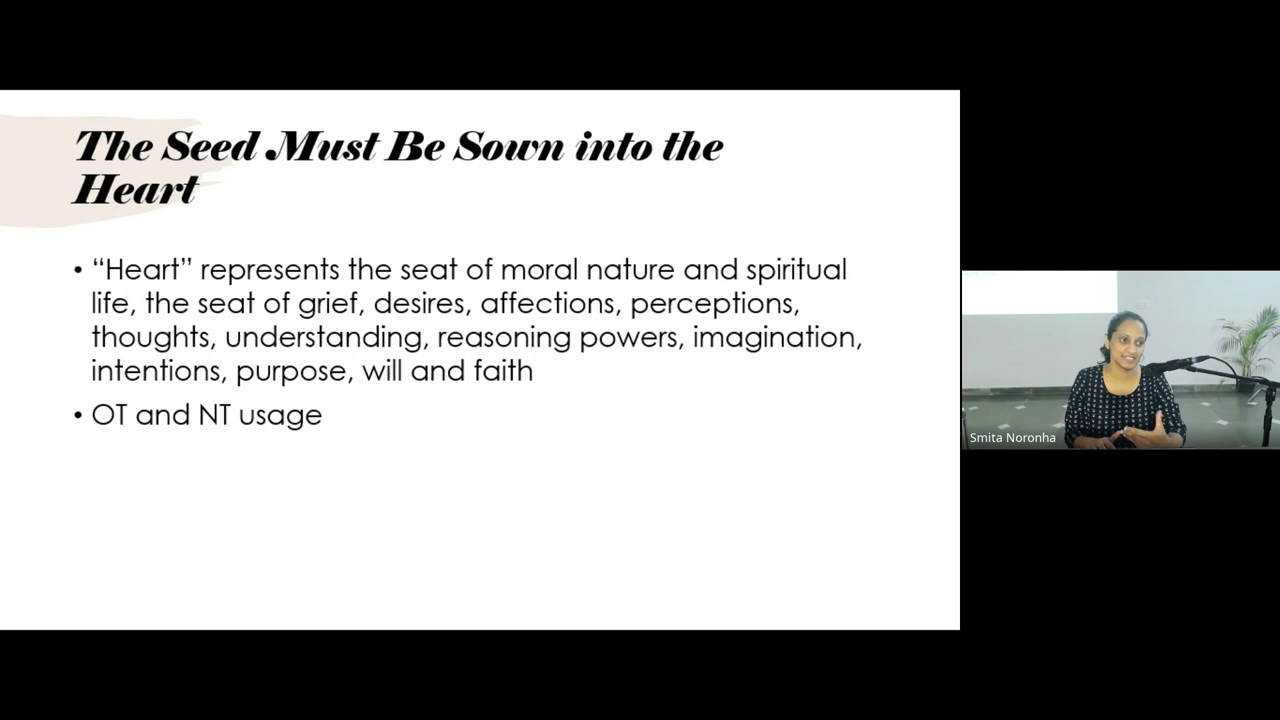 The Seed Must Be Sown into the
Heart
• “Heart” represents the seat of moral nature and spiritual
life, the seat of grief, desires, affections, perceptions,
thoughts, understanding, reasoning powers, imagination,
intentions, purpose, will and faith
• OT and NT usage
Smita Noronha